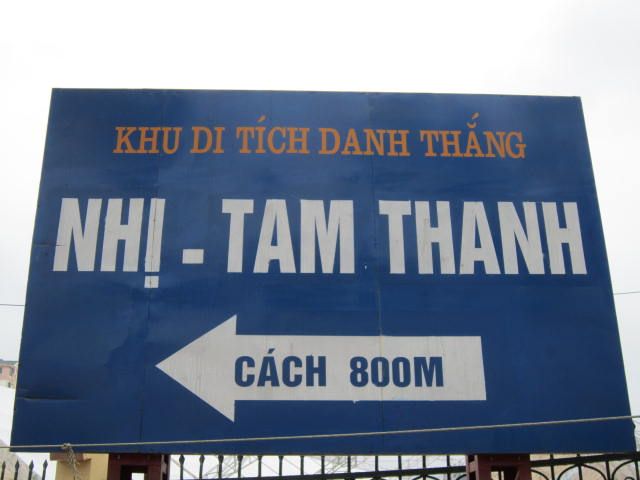 KHU DI TÍCH DANH THẮNG
NHỊ - TAM THANH
CÁCH 800M